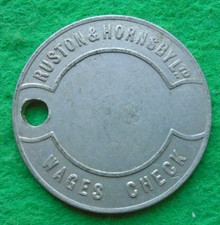 RUSTON & HORNSBY LTD
WAGES CHECK